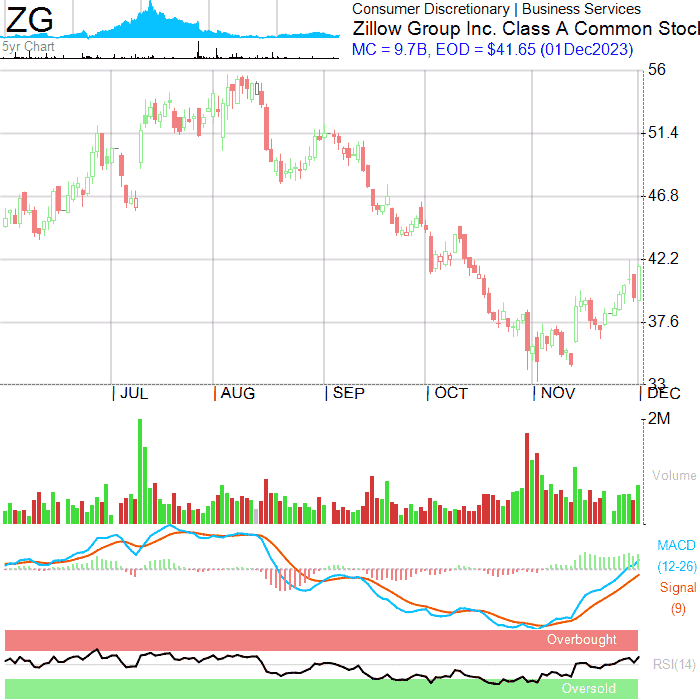 ZG
5yr Chart
Consumer Discretionary | Business Services
Zillow Group Inc. Class A Common Stoc
MC = 9.7B, EOD = $41.65 (01Dec2023)
56
51.4
46.8
42.2
37.6
33
JUL AUG SEP OCT NOV DEC
2M
Volume
MACD
(12-26)
Signal
(9)
Overbought
RSI(14)
Oversold